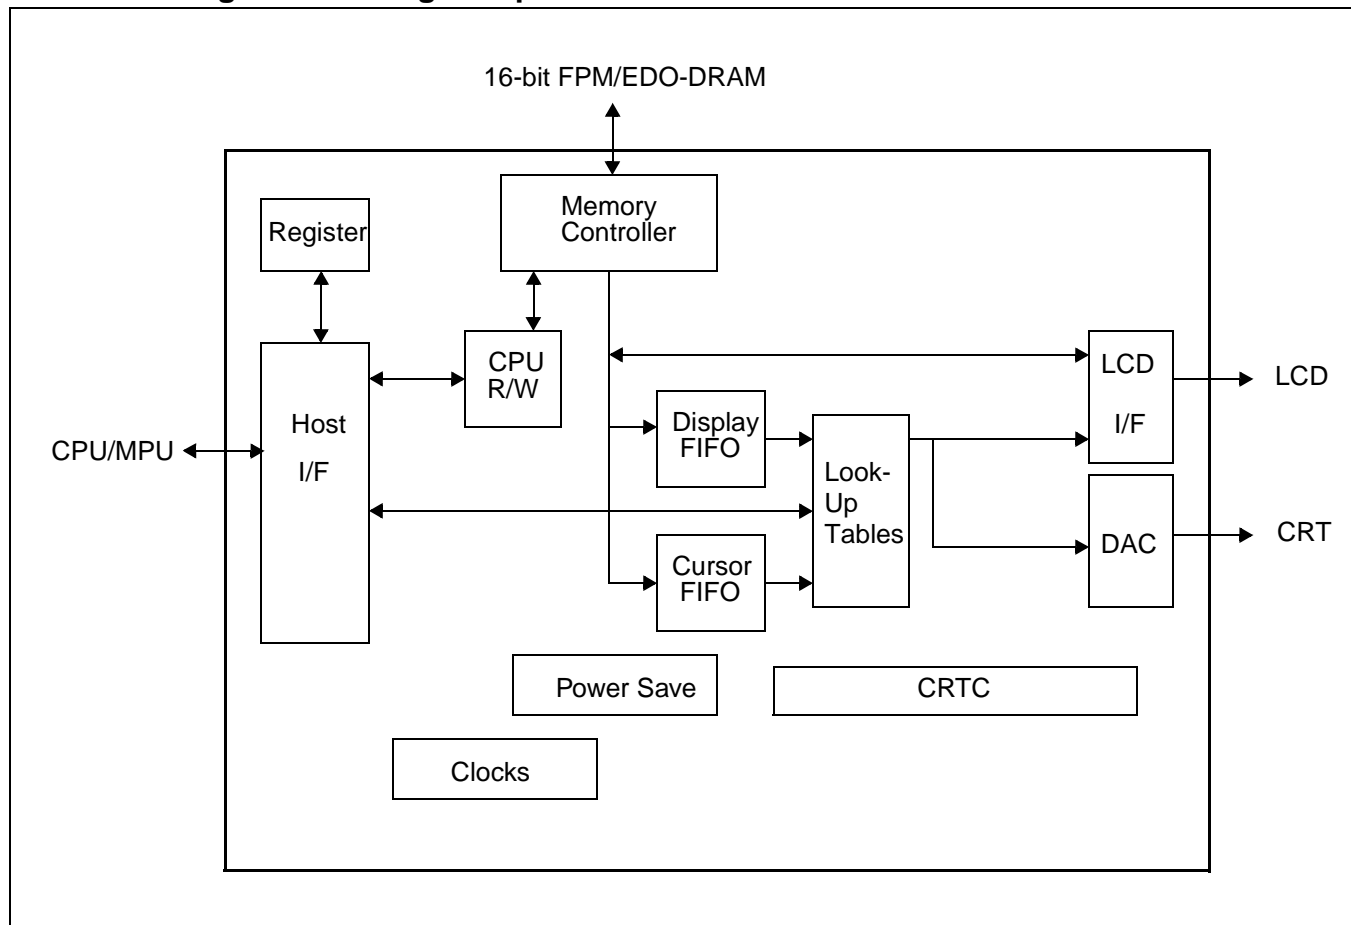 16-bit FPM/EDO-DRAM
Memory
Controller
Register
CPU
R/W
LCD
I/F
LCD
Host
I/F
CPU/MPU
Display
FIFO
Look-
Up
Tables
DAC
CRT
Cursor
FIFO
Power Save
CRTC
Clocks